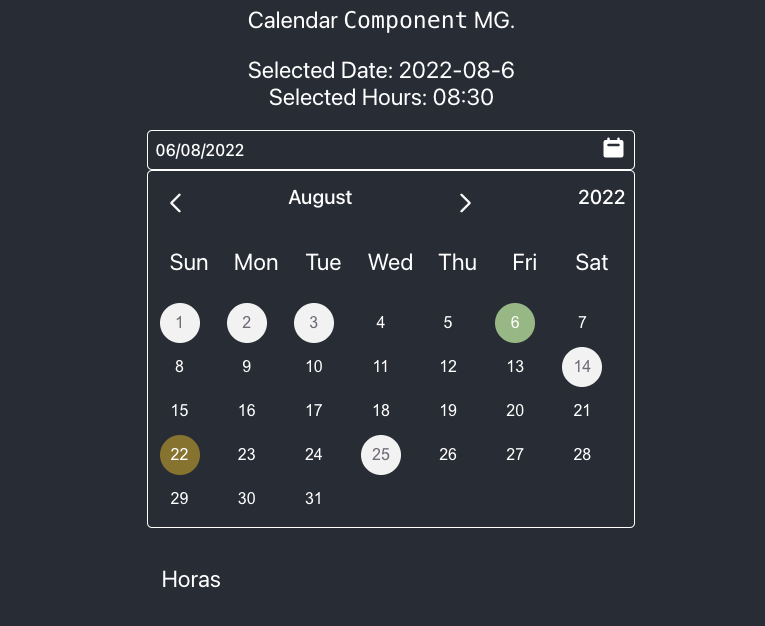 Calendar Component MG.
Selected Date: 2022-08-6
Selected Hours: 08:30
06/08/2022
August 2022
Sun Mon Tue Wed Thu Fri Sat
1 2 3 4 5 6 7
8 9 10 11 12 13 14
15 16 17 18 19 20 21
22 23 24 25 26 27 28
29 30 31
Horas